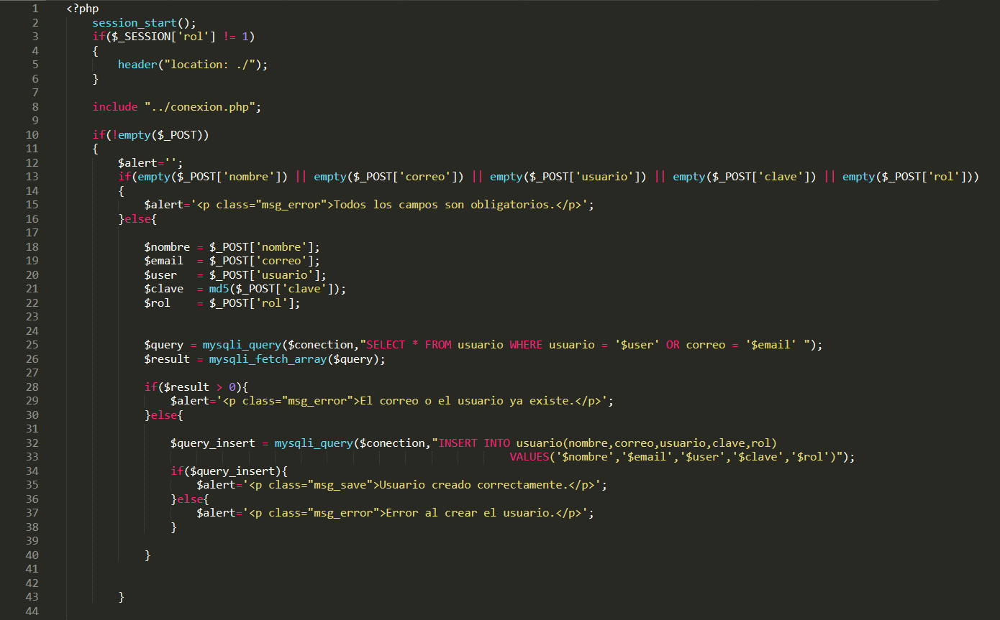 1 <?php
2 session_start();
3 if($_SESSION['rol'] != 1)
4 {
5 header("location: ./");
6 }
7
8 include "../conexion.php";
9
10 if(!empty($_POST))
11 {
12 $alert='';
13 if(empty($_POST['nombre']) || empty($_POST['correo']) || empty($_POST['usuario']) || empty($_POST['clave']) || empty($_POST['rol']))
14 {
15 $alert='<p class="msg_error">Todos los campos son obligatorios.</p>';
16 }else{
17
18 $nombre = $_POST['nombre'];
19 $email  = $_POST['correo'];
20 $user   = $_POST['usuario'];
21 $clave  = md5($_POST['clave']);
22 $rol    = $_POST['rol'];
23
24
25 $query = mysqli_query($conection,"SELECT * FROM usuario WHERE usuario = '$user' OR correo = '$email' ");
26 $result = mysqli_fetch_array($query);
27
28 if($result > 0){
29 $alert='<p class="msg_error">El correo o el usuario ya existe.</p>';
30 }else{
31
32 $query_insert = mysqli_query($conection,"INSERT INTO usuario(nombre,correo,usuario,clave,rol)
33 VALUES('$nombre','$email','$user','$clave','$rol')");
34 if($query_insert){
35 $alert='<p class="msg_save">Usuario creado correctamente.</p>';
36 }else{
37 $alert='<p class="msg_error">Error al crear el usuario.</p>';
38 }
39
40 }
41
42
43 }
44